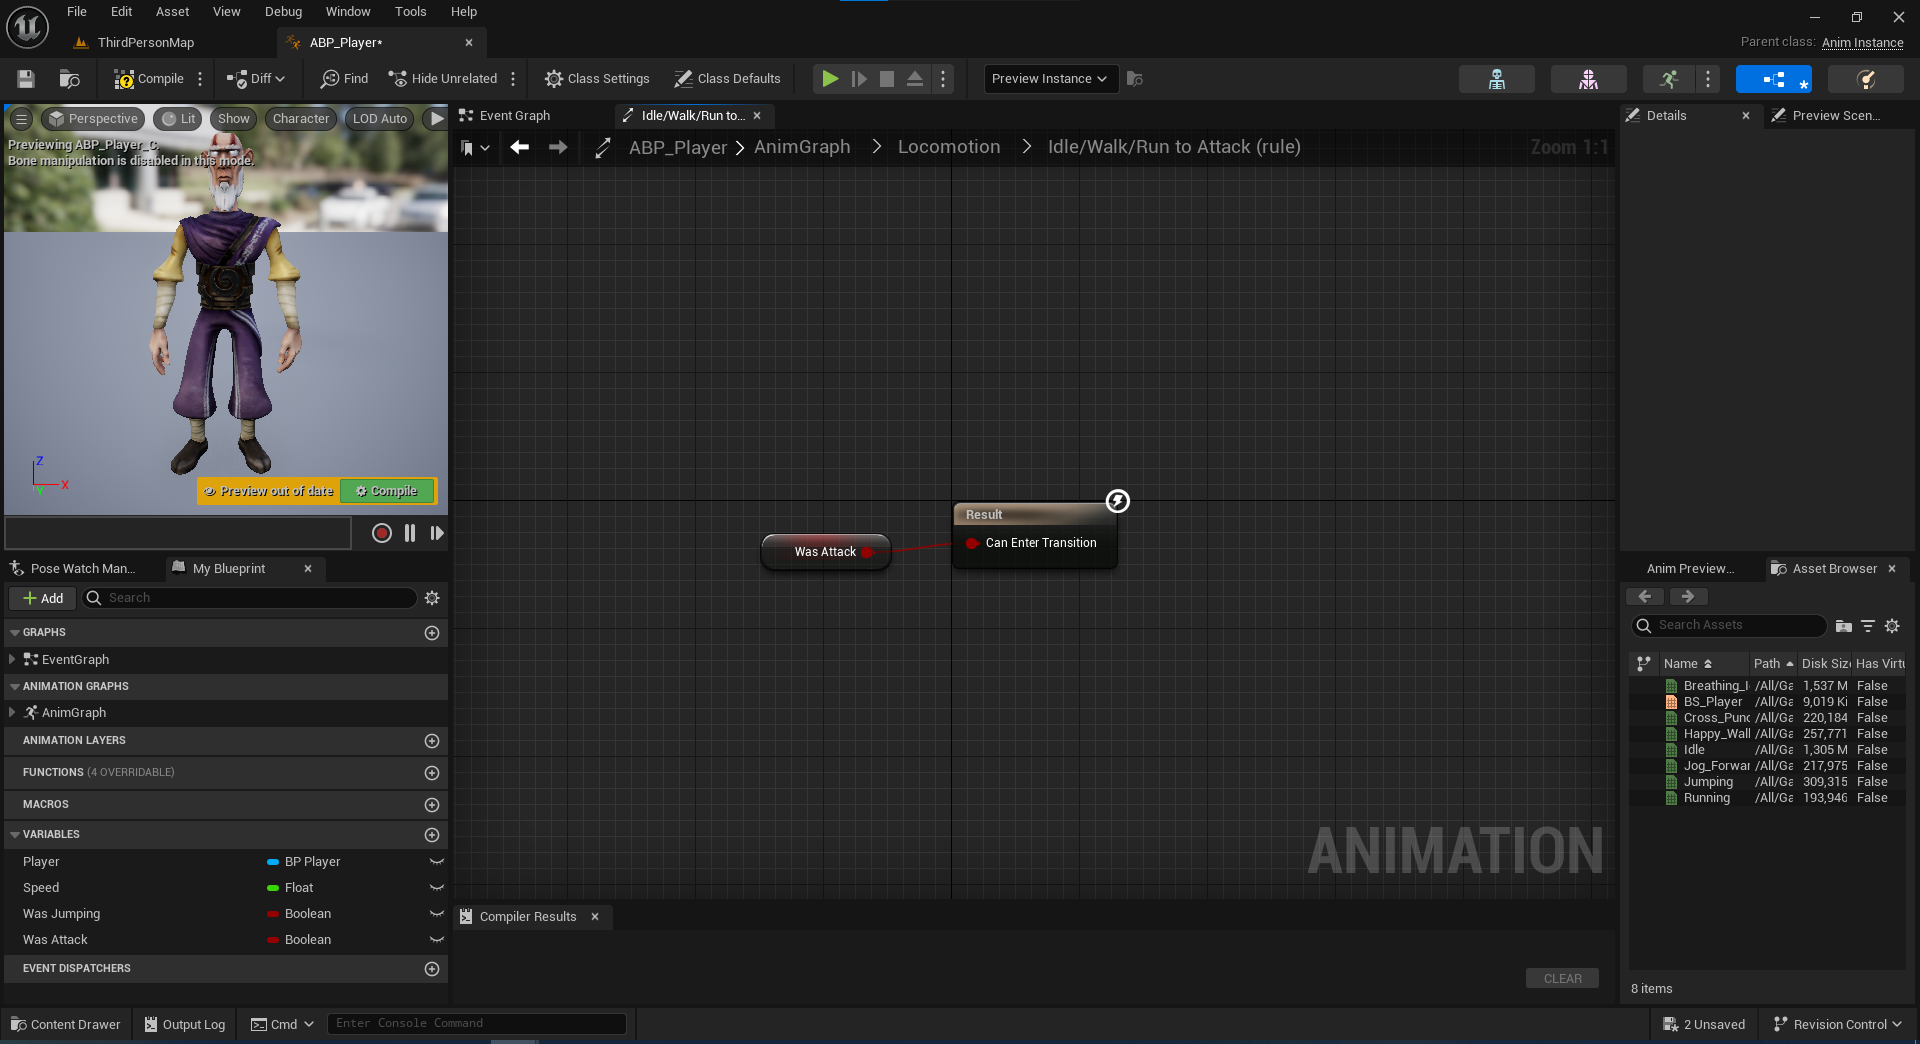 File Edit Asset View Debug Window Tools Help
ThirdPersonMap
ABP_Player*
Parent class: Anim Instance
Compile
Diff
Find
Hide Unrelated
Class Settings
Class Defaults
Preview Instance
Perspective
Lit
Show
Character
LOD Auto
Previewing ABP_Player_C.
Bone manipulation is disabled in this mode.
Z
X
Y
Preview out of date
Compile
Event Graph
Idle/Walk/Run to...
ABP_Player > AnimGraph > Locomotion > Idle/Walk/Run to Attack (rule)
Zoom 1:1
Was Attack
Result
Can Enter Transition
ANIMATION
Pose Watch Man...
My Blueprint
Add
Search
GRAPHS
EventGraph
ANIMATION GRAPHS
AnimGraph
ANIMATION LAYERS
FUNCTIONS (4 OVERRIDABLE)
MACROS
VARIABLES
Player BP Player
Speed Float
Was Jumping Boolean
Was Attack Boolean
EVENT DISPATCHERS
Compiler Results
CLEAR
Details
Preview Scen...
Anim Preview...
Asset Browser
Search Assets
Name Path Disk Siz Has Virtu
Breathing_I /All/Ga 1,537 M False
BS_Player /All/Ga 9,019 Ki False
Cross_Punc /All/Ga 220,184 False
Happy_Wall /All/Ga 257,771 False
Idle /All/Ga 1,305 M False
Jog_Forwar /All/Ga 217,975 False
Jumping /All/Ga 309,315 False
Running /All/Ga 193,946 False
8 items
Content Drawer
Output Log
Cmd
Enter Console Command
2 Unsaved
Revision Control